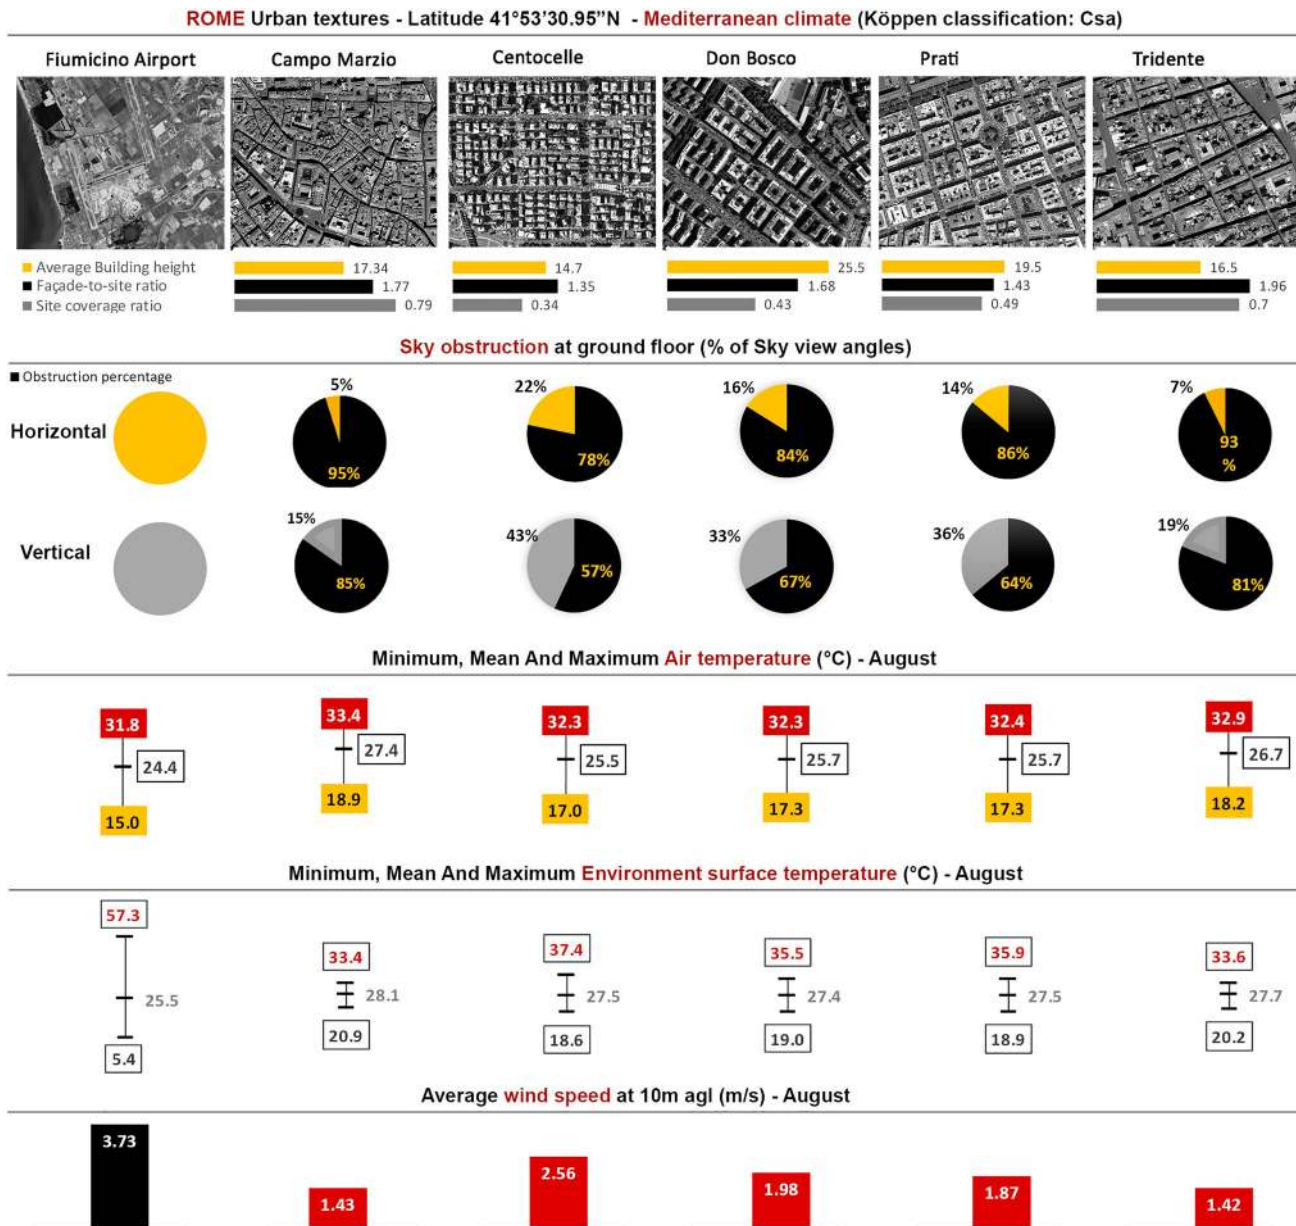 ROME Urban textures - Latitude 41°53'30.95”N - Mediterranean climate (Köppen classification: Csa)
Fiumicino Airport Campo Marzio Centocelle Don Bosco Prati Tridente
Average Building height 17.34 14.7 25.5 19.5 16.5
Façade-to-site ratio 1.77 1.35 1.68 1.43 1.96
Site coverage ratio 0.79 0.34 0.43 0.49 0.7
Sky obstruction at ground floor (% of Sky view angles)
Obstruction percentage
5% 22% 16% 14% 7%
Horizontal
95% 78% 84% 86% 93
%
15% 43% 33% 36% 19%
Vertical
85% 57% 67% 64% 81%
Minimum, Mean And Maximum Air temperature (°C) - August
31.8 33.4 32.3 32.3 32.4 32.9
24.4 27.4 25.5 25.7 25.7 26.7
15.0 18.9 17.0 17.3 17.3 18.2
Minimum, Mean And Maximum Environment surface temperature (°C) - August
57.3 33.4 37.4 35.5 35.9 33.6
25.5 28.1 27.5 27.4 27.5 27.7
5.4 20.9 18.6 19.0 18.9 20.2
Average wind speed at 10m agl (m/s) - August
3.73 1.43 2.56 1.98 1.87 1.42